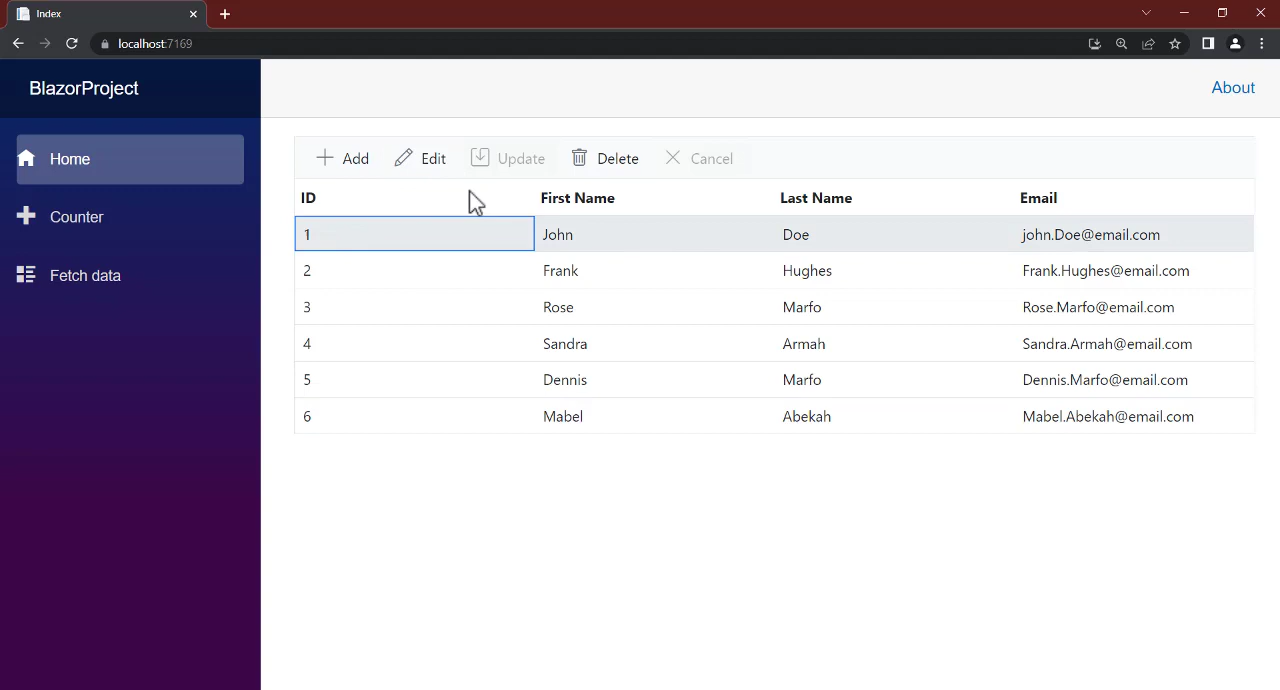 Index
localhost:7169
BlazorProject
About
Home
Counter
Fetch data
Add Edit Update Delete Cancel
ID First Name Last Name Email
1 John Doe john.Doe@email.com
2 Frank Hughes Frank.Hughes@email.com
3 Rose Marfo Rose.Marfo@email.com
4 Sandra Armah Sandra.Armah@email.com
5 Dennis Marfo Dennis.Marfo@email.com
6 Mabel Abekah Mabel.Abekah@email.com